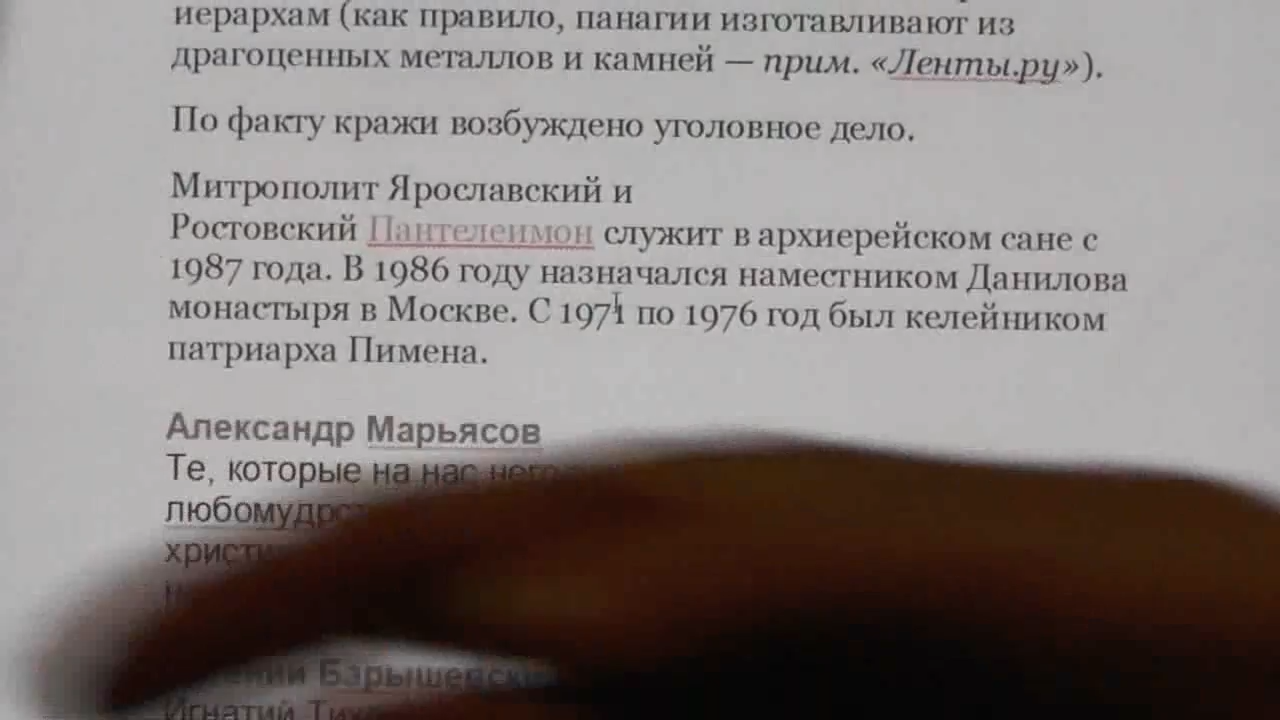 иерархам (как правило, панагии изготавливают из
драгоценных металлов и камней — прим. «Ленты.ру»).
По факту кражи возбуждено уголовное дело.
Митрополит Ярославский и
Ростовский Пантелеимон служит в архиерейском сане с
1987 года. В 1986 году назначался наместником Данилова
монастыря в Москве. С 1971 по 1976 год был келейником
патриарха Пимена.
Александр Марьясов
Те, которые на нас
Игнатий